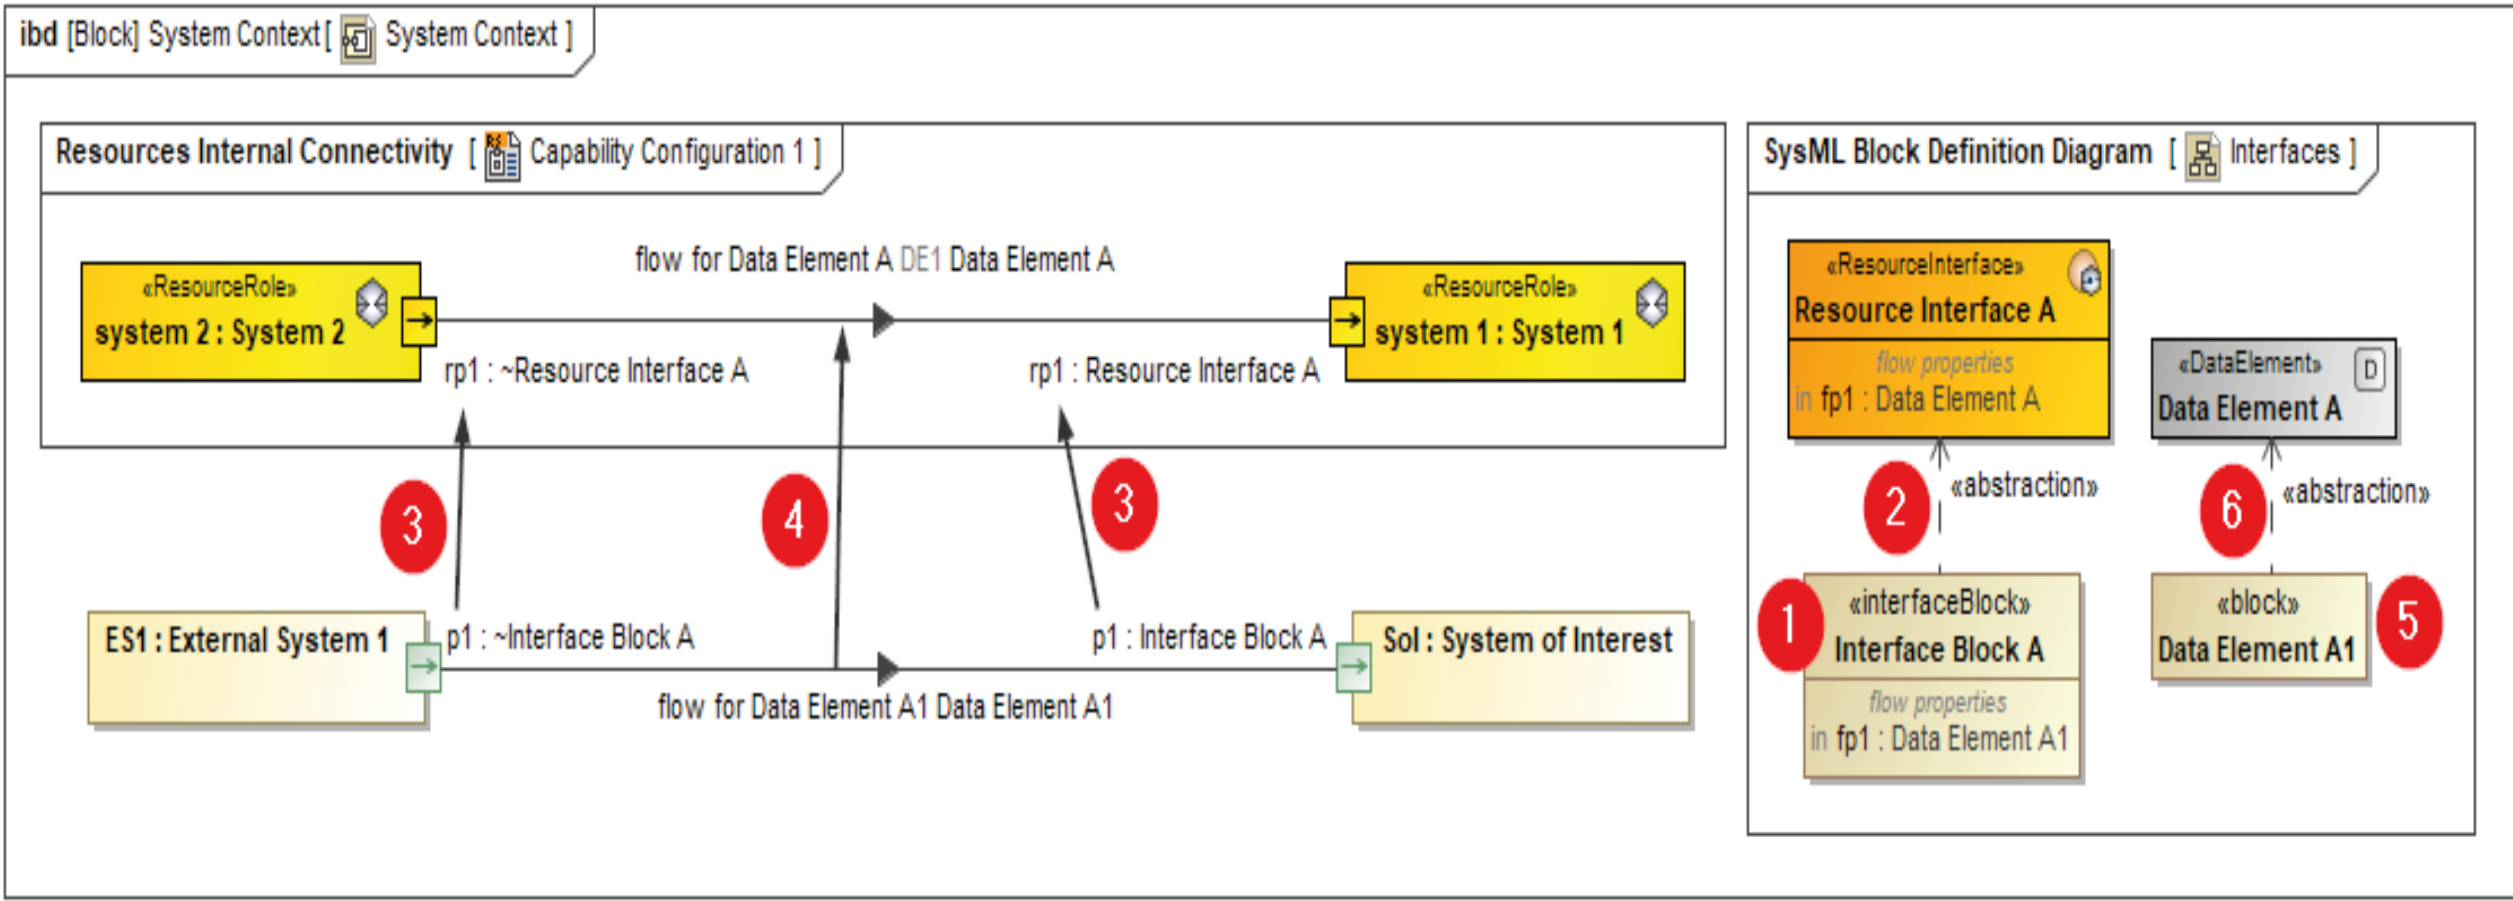 ibd [Block] System Context [ System Context ]
Resources Internal Connectivity [ Capability Configuration 1 ]
flow for Data Element A DE1 Data Element A
«ResourceRole»
system 2 : System 2
«ResourceRole»
system 1 : System 1
rp1 : ~Resource Interface A
rp1 : Resource Interface A
3
4
3
ES1 : External System 1
p1 : ~Interface Block A
p1 : Interface Block A
SoI : System of Interest
flow for Data Element A1 Data Element A1
SysML Block Definition Diagram [ Interfaces ]
«ResourceInterface»
Resource Interface A
flow properties
in fp1 : Data Element A
«DataElement»
D
Data Element A
2
«abstraction»
6
«abstraction»
1
«interfaceBlock»
Interface Block A
flow properties
in fp1 : Data Element A1
«block»
Data Element A1
5